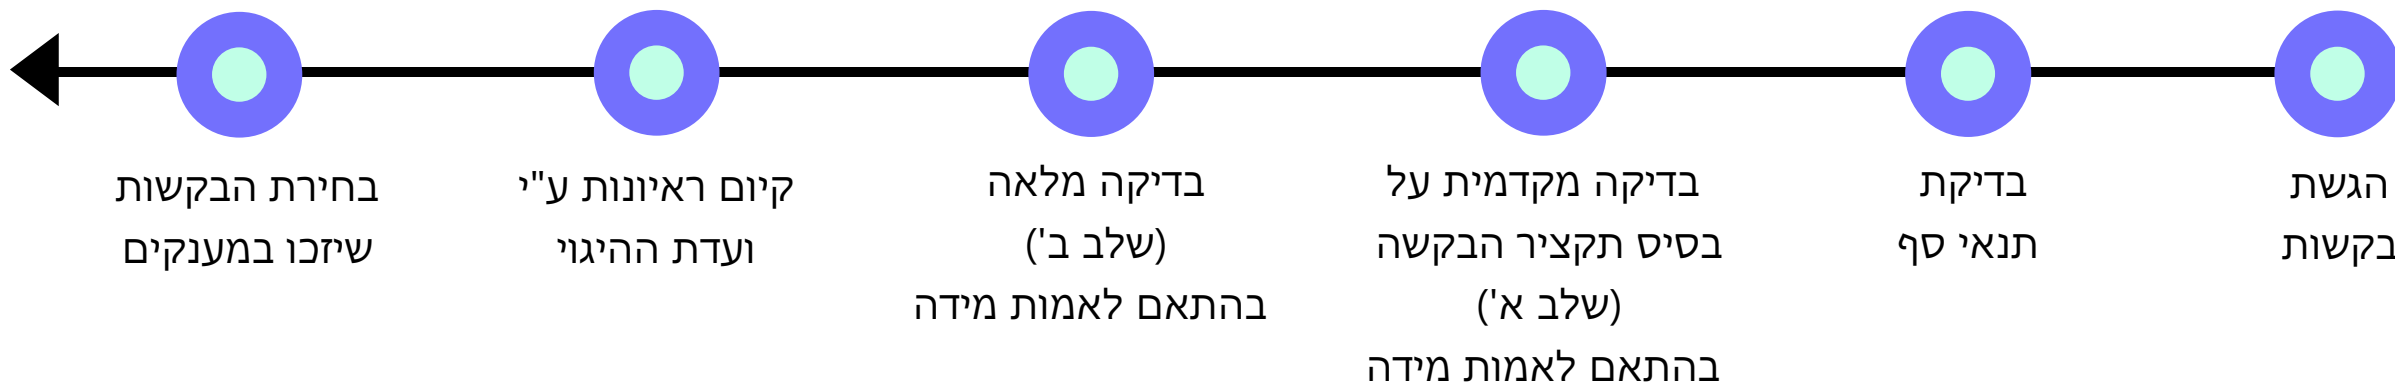 הגשת
בקשות
בדיקת
תנאי סף
בדיקה מקדמית על
בסיס תקציר הבקשה
(שלב א')
בהתאם לאמות מידה
בדיקה מלאה
(שלב ב')
בהתאם לאמות מידה
קיום ראיונות ע"י
ועדת ההיגוי
בחירת הבקשות
שיזכו במענקים